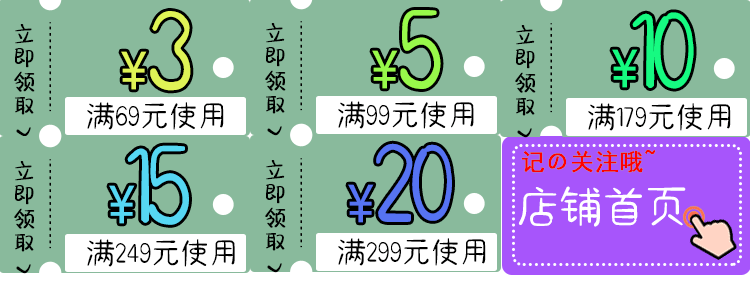 立即领取
¥3
满69元使用
立即领取
¥5
满99元使用
立即领取
¥10
满179元使用
立即领取
¥15
满249元使用
立即领取
¥20
满299元使用
记の关注哦~
店铺首页